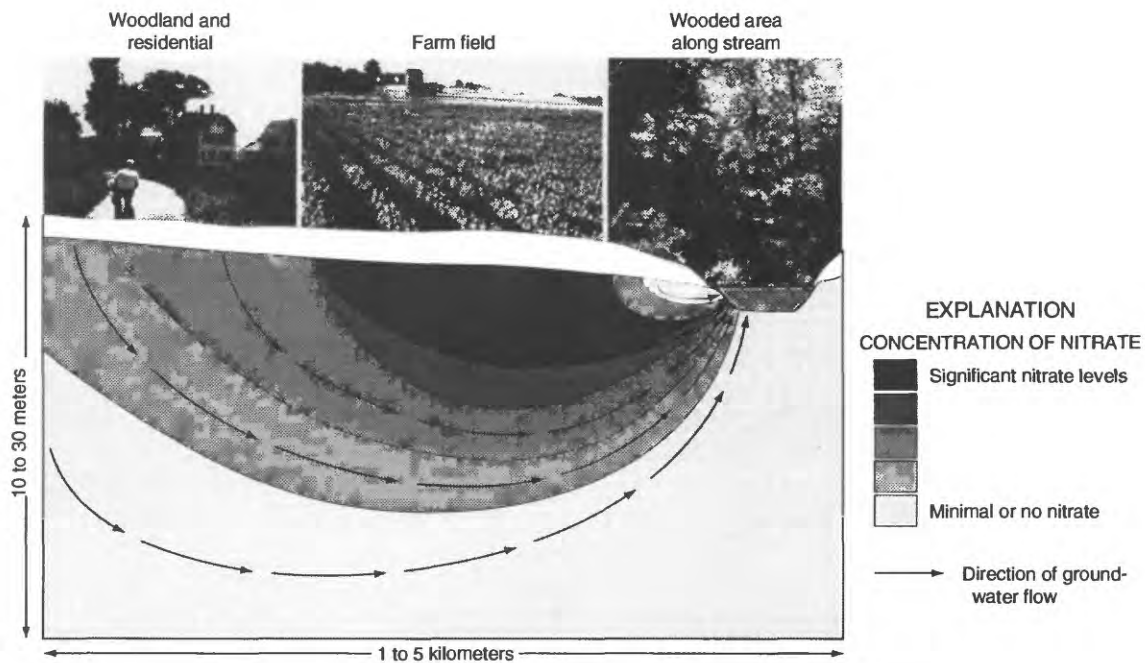 Woodland and
residential
Farm field
Wooded area
along stream
10 to 30 meters
1 to 5 kilometers
EXPLANATION
CONCENTRATION OF NITRATE
Significant nitrate levels
Minimal or no nitrate
Direction of ground-
water flow